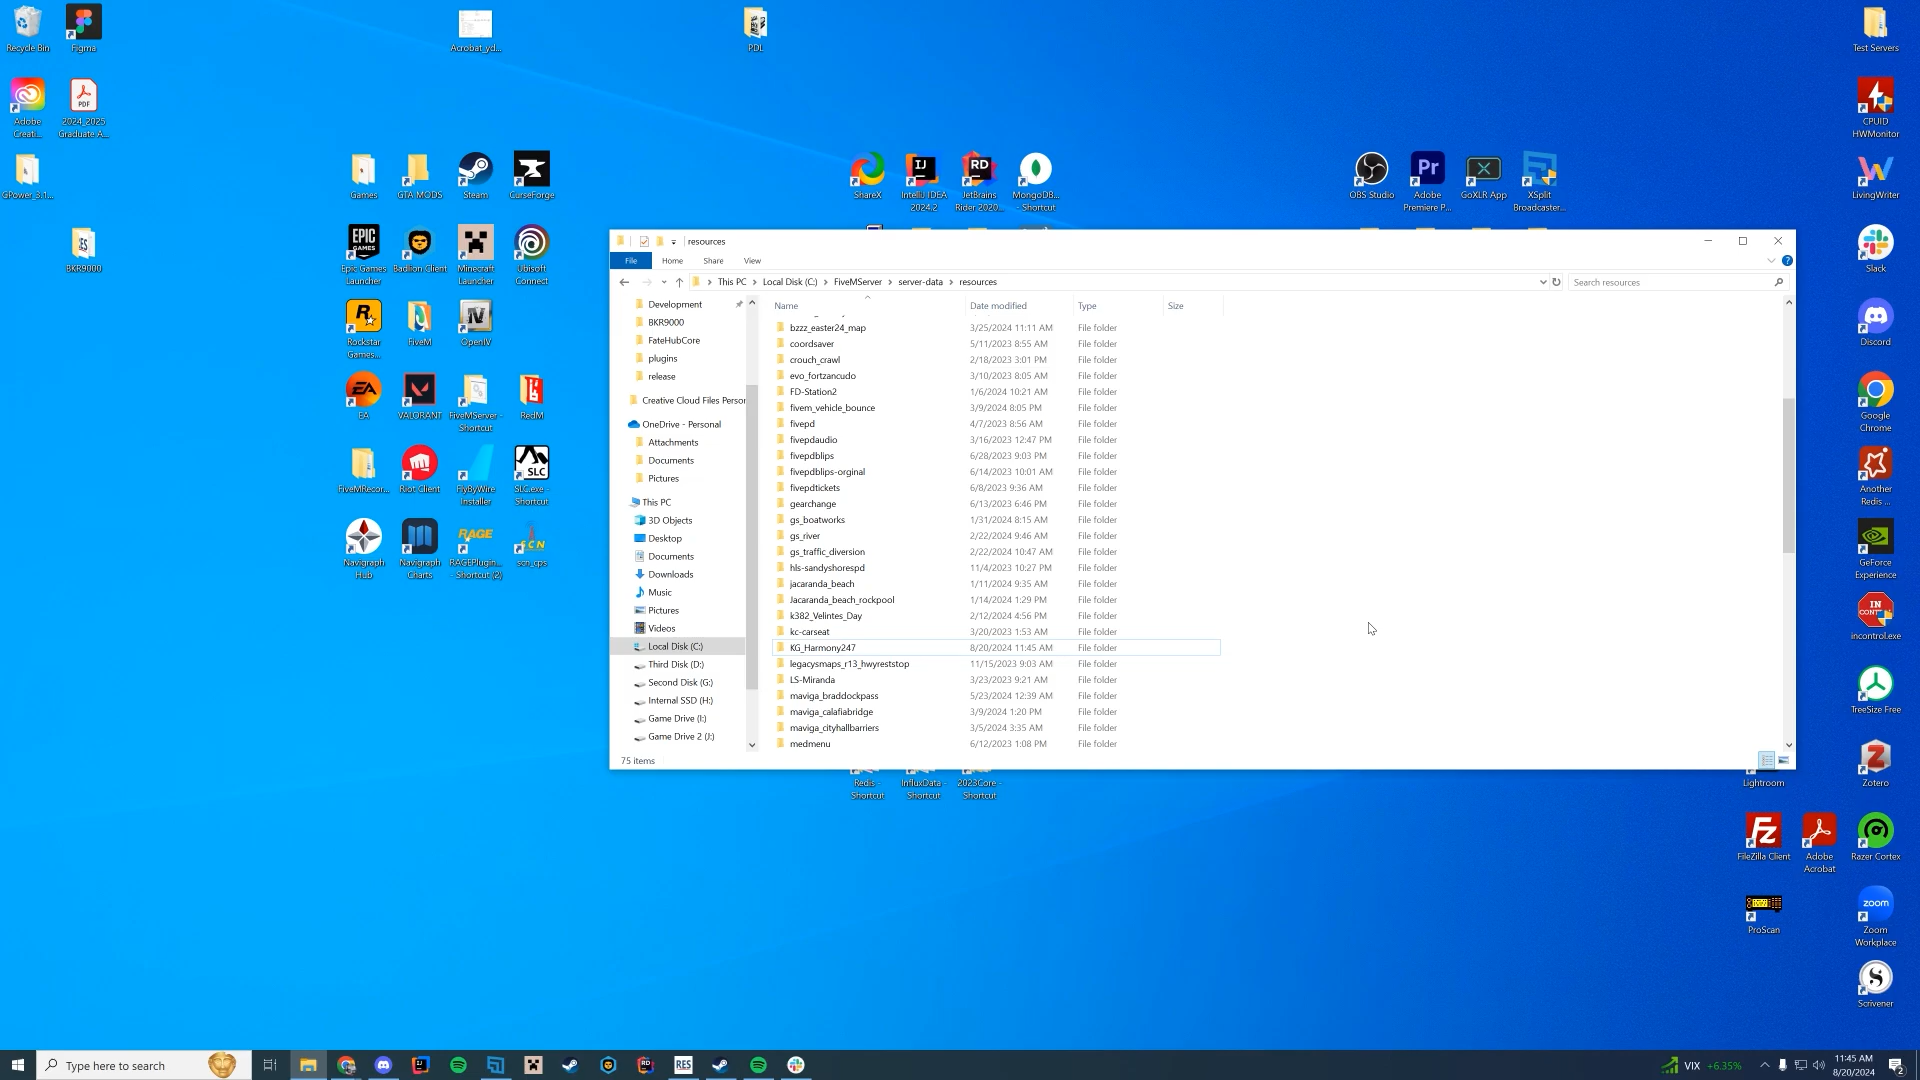 Recycle Bin
Figma
Acrobat_yd...
PDL
Test Servers
Adobe Creati...
2024_2025 Graduate A...
CPUID HWMonitor
GPower_3.1...
Games
GTA MODS
Steam
CurseForge
ShareX
IntelliJ IDEA 2024.2
JetBrains Rider 2020...
MongoDB... - Shortcut
OBS Studio
Adobe Premiere P...
GoXLR App
XSplit Broadcaster...
LivingWriter
BKR9000
Epic Games Launcher
Badlion Client
Minecraft Launcher
Ubisoft Connect
Slack
Rockstar Games...
FiveM
OpenIV
Discord
EA
VALORANT
FiveMServer - Shortcut
RedM
Google Chrome
FiveMRecor...
Riot Client
FlyByWire Installer
SLC.exe - Shortcut
Another Redis ...
Navigraph Hub
Navigraph Charts
RAGEPlugin... - Shortcut (2)
scn_cps
GeForce Experience
incontrol.exe
TreeSize Free
resources
File
Home
Share
View
This PC
Local Disk (C:)
FiveMServer
server-data
resources
Search resources
Development
BKR9000
FateHubCore
plugins
release
Creative Cloud Files Person
OneDrive - Personal
Attachments
Documents
Pictures
This PC
3D Objects
Desktop
Documents
Downloads
Music
Pictures
Videos
Local Disk (C:)
Third Disk (D:)
Second Disk (G:)
Internal SSD (H:)
Game Drive (I:)
Game Drive 2 (J:)
Name Date modified Type Size
bzzz_easter24_map 3/25/2024 11:11 AM File folder
coordsaver 5/11/2023 8:55 AM File folder
crouch_crawl 2/18/2023 3:01 PM File folder
evo_fortzancudo 3/10/2023 8:05 AM File folder
FD-Station2 1/6/2024 10:21 AM File folder
fivem_vehicle_bounce 3/9/2024 8:05 PM File folder
fivepd 4/7/2023 8:56 AM File folder
fivepdaudio 3/16/2023 12:47 PM File folder
fivepdblips 6/28/2023 9:03 PM File folder
fivepdblips-orginal 6/14/2023 10:01 AM File folder
fivepdtickets 6/8/2023 9:36 AM File folder
gearchange 6/13/2023 6:46 PM File folder
gs_boatworks 1/31/2024 8:15 AM File folder
gs_river 2/22/2024 9:46 AM File folder
gs_traffic_diversion 2/22/2024 10:47 AM File folder
hls-sandyshorespd 11/4/2023 10:27 PM File folder
jacaranda_beach 1/11/2024 9:35 AM File folder
Jacaranda_beach_rockpool 1/14/2024 1:29 PM File folder
k382_Velintes_Day 2/12/2024 4:56 PM File folder
kc-carseat 3/20/2023 1:53 AM File folder
KG_Harmony247 8/20/2024 11:45 AM File folder
legacysmaps_r13_hwyreststop 11/15/2023 9:03 AM File folder
LS-Miranda 3/23/2023 9:21 AM File folder
maviga_braddockpass 5/23/2024 12:39 AM File folder
maviga_calafiabridge 3/9/2024 1:20 PM File folder
maviga_cityhallbarriers 3/5/2024 3:35 AM File folder
medmenu 6/12/2023 1:08 PM File folder
75 items
Redis - Shortcut
InfluxData - Shortcut
2023Core - Shortcut
Lightroom
Zotero
FileZilla Client
Adobe Acrobat
Razer Cortex
ProScan
zoom
Zoom Workplace
Scrivener
Type here to search
VIX +6.35%
11:45 AM
8/20/2024